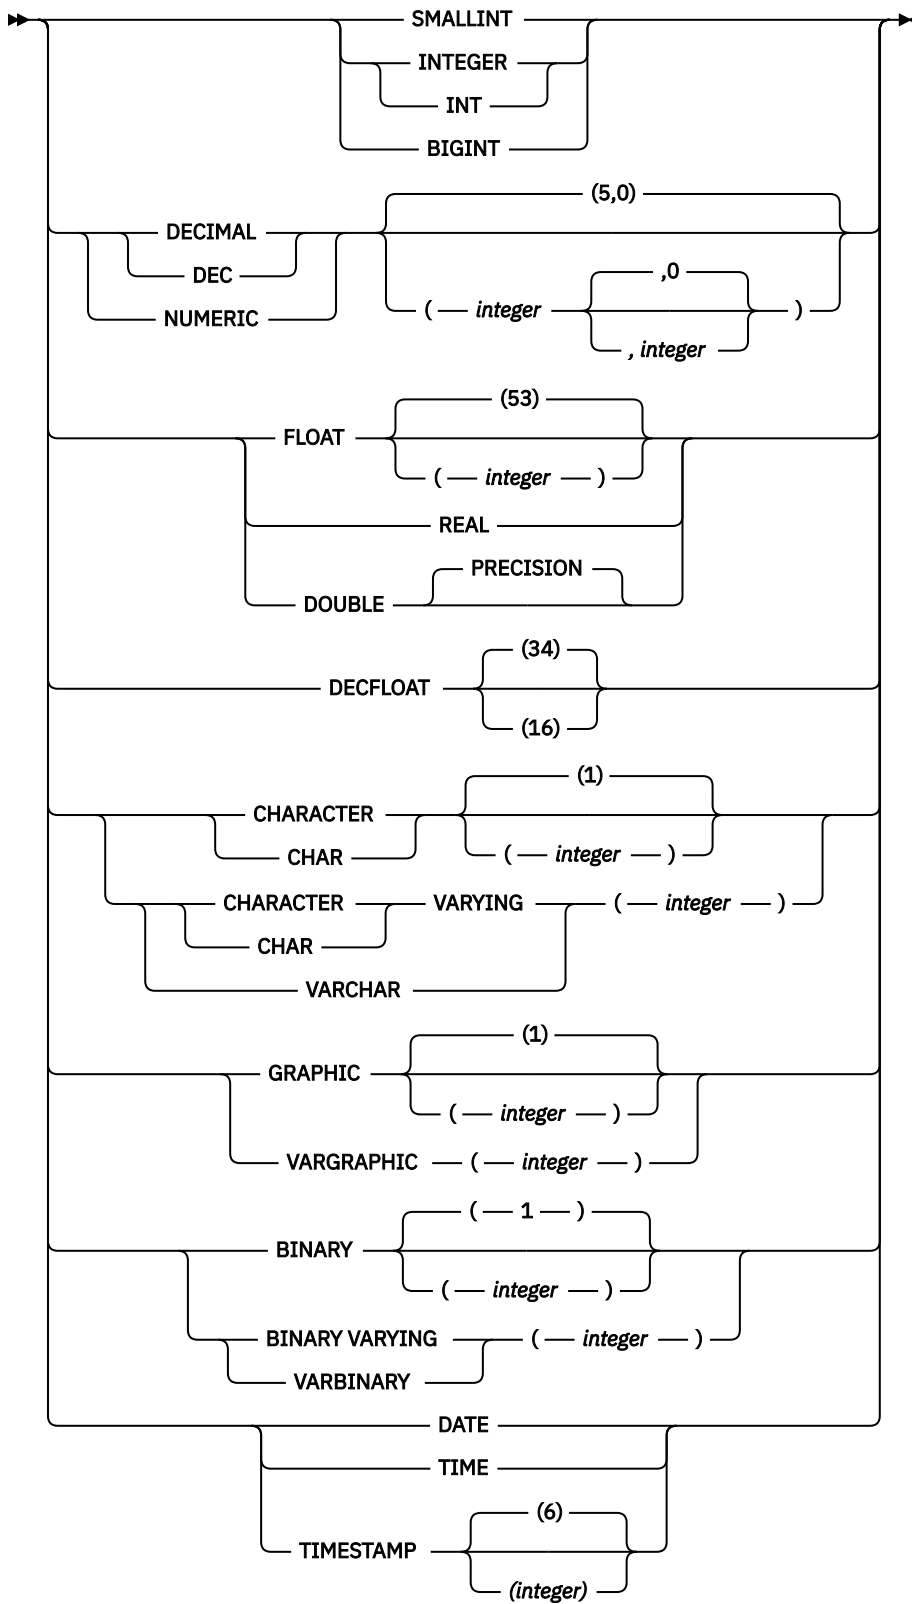 SMALLINT
INTEGER
INT
BIGINT
(5,0)
DECIMAL
DEC
,0
( integer )
NUMERIC
, integer
(53)
FLOAT
( integer )
REAL
PRECISION
DOUBLE
(34)
DECFLOAT
(16)
(1)
CHARACTER
CHAR
( integer )
CHARACTER VARYING ( integer )
CHAR
VARCHAR
(1)
GRAPHIC
( integer )
VARGRAPHIC ( integer )
( 1 )
BINARY
( integer )
BINARY VARYING ( integer )
VARBINARY
DATE
TIME
(6)
TIMESTAMP
(integer)